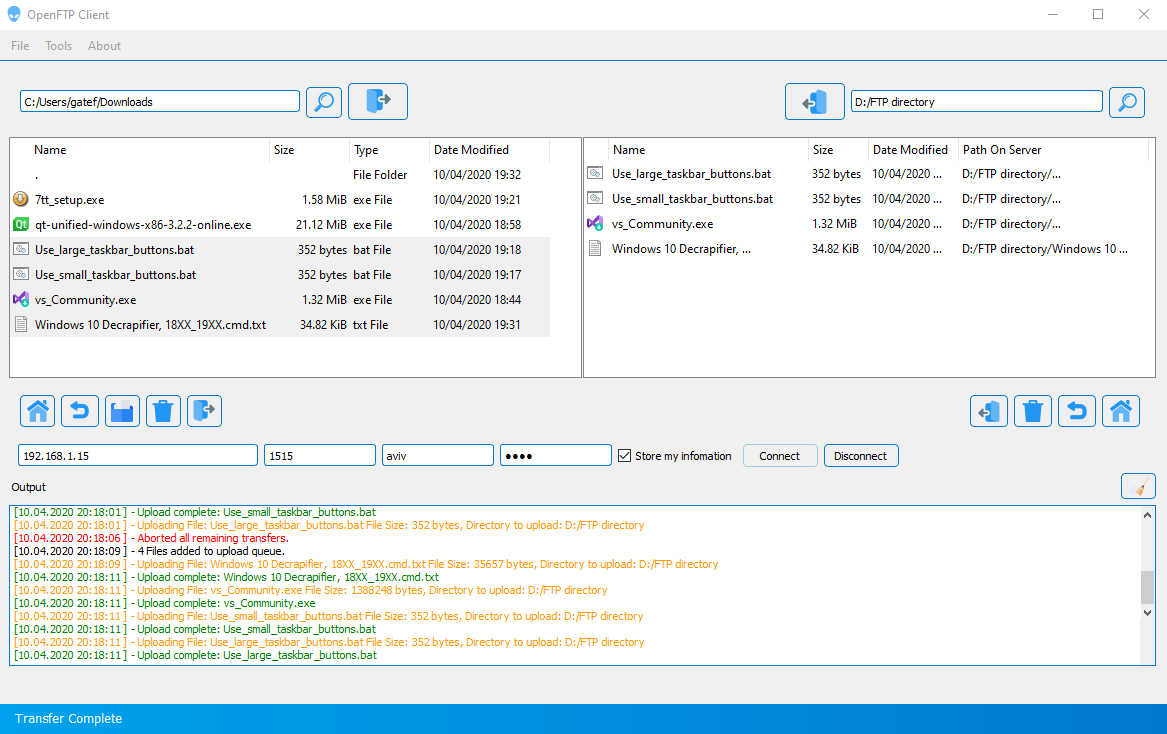 OpenFTP Client
File Tools About
C:/Users/gatef/Downloads D:/FTP directory
Name Size Type Date Modified
. File Folder 10/04/2020 19:32
7tt_setup.exe 1.58 MiB exe File 10/04/2020 19:21
Qt qt-unified-windows-x86-3.2.2-online.exe 21.12 MiB exe File 10/04/2020 18:58
Use_large_taskbar_buttons.bat 352 bytes bat File 10/04/2020 19:18
Use_small_taskbar_buttons.bat 352 bytes bat File 10/04/2020 19:17
vs_Community.exe 1.32 MiB exe File 10/04/2020 18:44
Windows 10 Decrapifier, 18XX_19XX.cmd.txt 34.82 KiB txt File 10/04/2020 19:31
Name Size Date Modified Path On Server
Use_large_taskbar_buttons.bat 352 bytes 10/04/2020 ... D:/FTP directory/...
Use_small_taskbar_buttons.bat 352 bytes 10/04/2020 ... D:/FTP directory/...
vs_Community.exe 1.32 MiB 10/04/2020 ... D:/FTP directory/...
Windows 10 Decrapifier, ... 34.82 KiB 10/04/2020 ... D:/FTP directory/Windows 10 ...
192.168.1.15 1515 aviv ●●●● Store my infomation Connect Disconnect
Output
[10.04.2020 20:18:01] - Upload complete: Use_small_taskbar_buttons.bat
[10.04.2020 20:18:01] - Uploading File: Use_large_taskbar_buttons.bat File Size: 352 bytes, Directory to upload: D:/FTP directory
[10.04.2020 20:18:06] - Aborted all remaining transfers.
[10.04.2020 20:18:09] - 4 Files added to upload queue.
[10.04.2020 20:18:09] - Uploading File: Windows 10 Decrapifier, 18XX_19XX.cmd.txt File Size: 35657 bytes, Directory to upload: D:/FTP directory
[10.04.2020 20:18:11] - Upload complete: Windows 10 Decrapifier, 18XX_19XX.cmd.txt
[10.04.2020 20:18:11] - Uploading File: vs_Community.exe File Size: 1388248 bytes, Directory to upload: D:/FTP directory
[10.04.2020 20:18:11] - Upload complete: vs_Community.exe
[10.04.2020 20:18:11] - Uploading File: Use_small_taskbar_buttons.bat File Size: 352 bytes, Directory to upload: D:/FTP directory
[10.04.2020 20:18:11] - Upload complete: Use_small_taskbar_buttons.bat
[10.04.2020 20:18:11] - Uploading File: Use_large_taskbar_buttons.bat File Size: 352 bytes, Directory to upload: D:/FTP directory
[10.04.2020 20:18:11] - Upload complete: Use_large_taskbar_buttons.bat
Transfer Complete